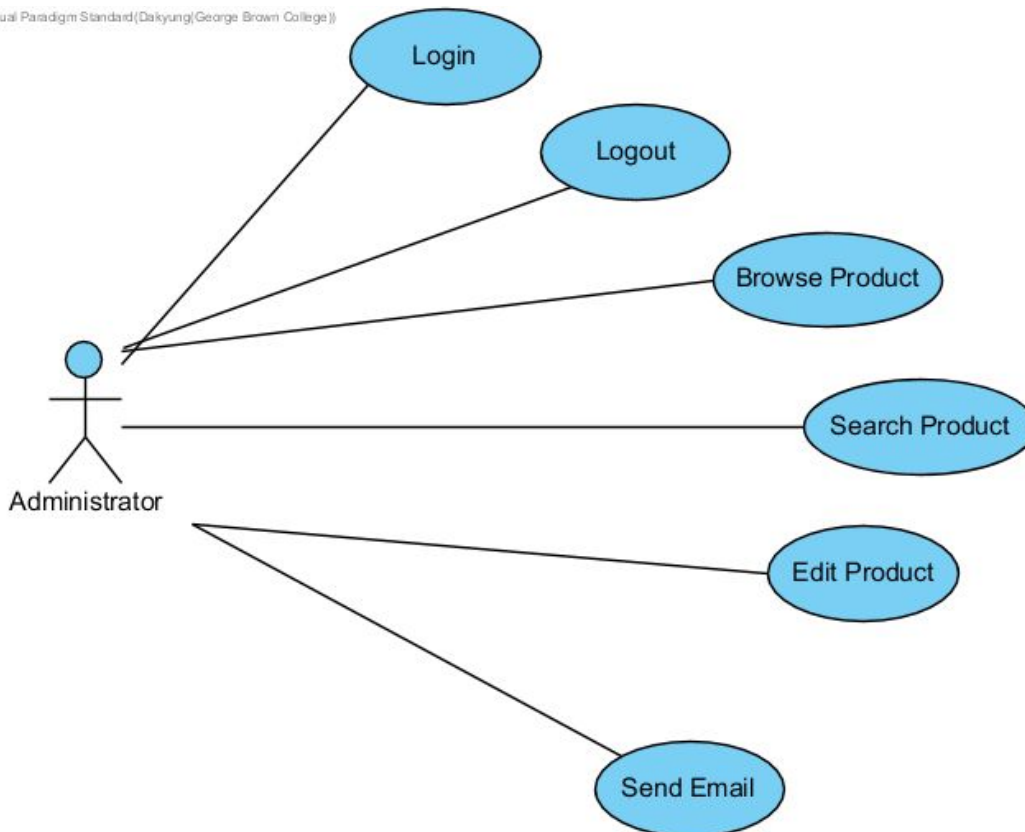 ual Paradigm Standard(Dakyung(George Brown College))
Login
Logout
Browse Product
Search Product
Administrator
Edit Product
Send Email